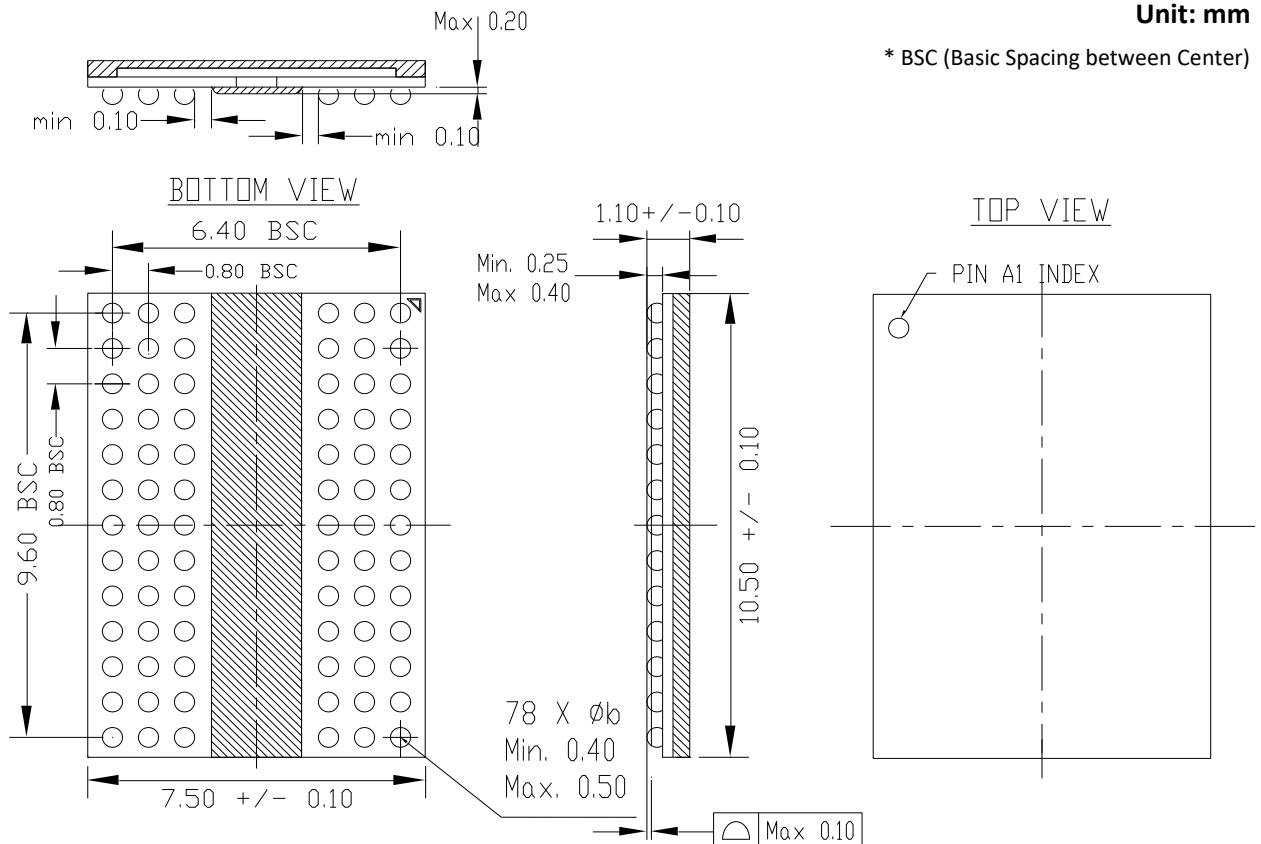 Unit: mm
* BSC (Basic Spacing between Center)
Max 0.20
min 0.10
min 0.10
BOTTOM VIEW
6.40 BSC
0.80 BSC
9.60 BSC
0.80 BSC
7.50 +/- 0.10
1.10+/-0.10
Min. 0.25
Max 0.40
10.50 +/- 0.10
78 X Øb
Min. 0.40
Max. 0.50
Max 0.10
TOP VIEW
PIN A1 INDEX